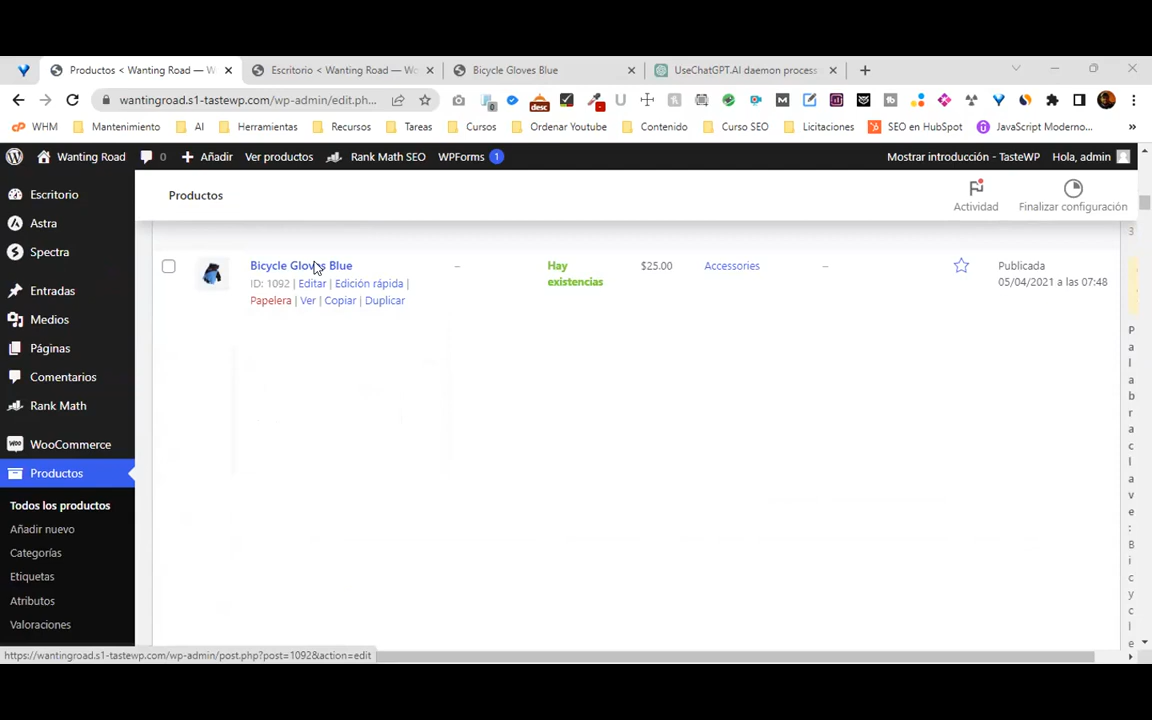 Productos < Wanting Road — Wo
Escritorio < Wanting Road — Wo
Bicycle Gloves Blue
UseChatGPT.AI daemon process
wantingroad.s1-tastewp.com/wp-admin/edit.ph...
WHM
Mantenimiento
AI
Herramientas
Recursos
Tareas
Cursos
Ordenar Youtube
Contenido
Curso SEO
Licitaciones
SEO en HubSpot
JavaScript Moderno...
Wanting Road
0
Añadir
Ver productos
Rank Math SEO
WPForms 1
Mostrar introducción - TasteWP
Hola, admin
Escritorio
Astra
Spectra
Entradas
Medios
Páginas
Comentarios
Rank Math
WooCommerce
Productos
Todos los productos
Añadir nuevo
Categorías
Etiquetas
Atributos
Valoraciones
Productos
Actividad
Finalizar configuración
Bicycle Gloves Blue
ID: 1092 | Editar | Edición rápida |
Papelera | Ver | Copiar | Duplicar
–
Hay
existencias
$25.00
Accessories
–
Publicada
05/04/2021 a las 07:48
3
P
a
l
a
b
r
a
c
l
a
v
e
:
B
i
c
y
c
l
e
https://wantingroad.s1-tastewp.com/wp-admin/post.php?post=1092&action=edit